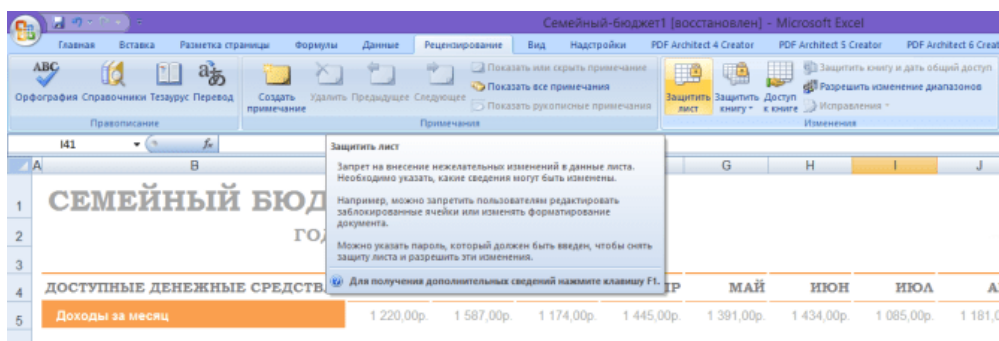 Семейный-бюджет1 [восстановлен] - Microsoft Excel
Главная Вставка Разметка страницы Формулы Данные Рецензирование Вид Надстройки PDF Architect 4 Creator PDF Architect 5 Creator PDF Architect 6 Creat
ABC
Орфография Справочники Тезаурус Перевод
Правописание
Создать примечание
Удалить Предыдущее Следующее
Показать или скрыть примечание
Показать все примечания
Показать рукописные примечания
Примечания
Защитить лист
Защитить книгу
Доступ к книге
Защитить книгу и дать общий доступ
Разрешить изменение диапазонов
Исправления
Изменения
I41 fx
Защитить лист
Запрет на внесение нежелательных изменений в данные листа.
Необходимо указать, какие сведения могут быть изменены.
Например, можно запретить пользователям редактировать
заблокированные ячейки или изменять форматирование
документа.
Можно указать пароль, который должен быть введен, чтобы снять
защиту листа и разрешить эти изменения.
Для получения дополнительных сведений нажмите клавишу F1.
A B G H I J
1 СЕМЕЙНЫЙ БЮД
2 ГОД
3
4 ДОСТУПНЫЕ ДЕНЕЖНЫЕ СРЕДСТВ Р МАЙ ИЮН ИЮЛ А
5 Доходы за месяц 1 220,00р. 1 587,00р. 1 174,00р. 1 445,00р. 1 391,00р. 1 434,00р. 1 085,00р. 1 181,0